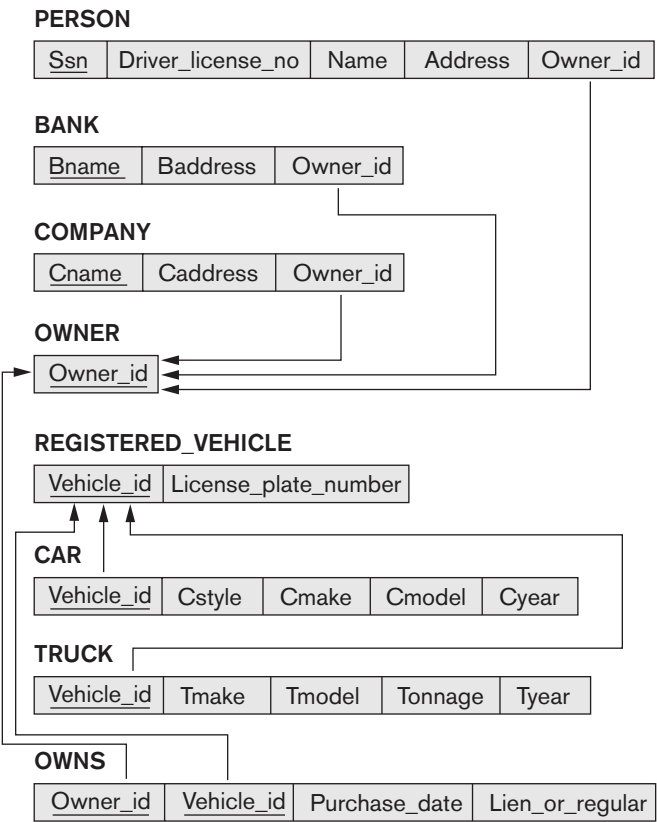 PERSON
Ssn Driver_license_no Name Address Owner_id
BANK
Bname Baddress Owner_id
COMPANY
Cname Caddress Owner_id
OWNER
Owner_id
REGISTERED_VEHICLE
Vehicle_id License_plate_number
CAR
Vehicle_id Cstyle Cmake Cmodel Cyear
TRUCK
Vehicle_id Tmake Tmodel Tonnage Tyear
OWNS
Owner_id Vehicle_id Purchase_date Lien_or_regular